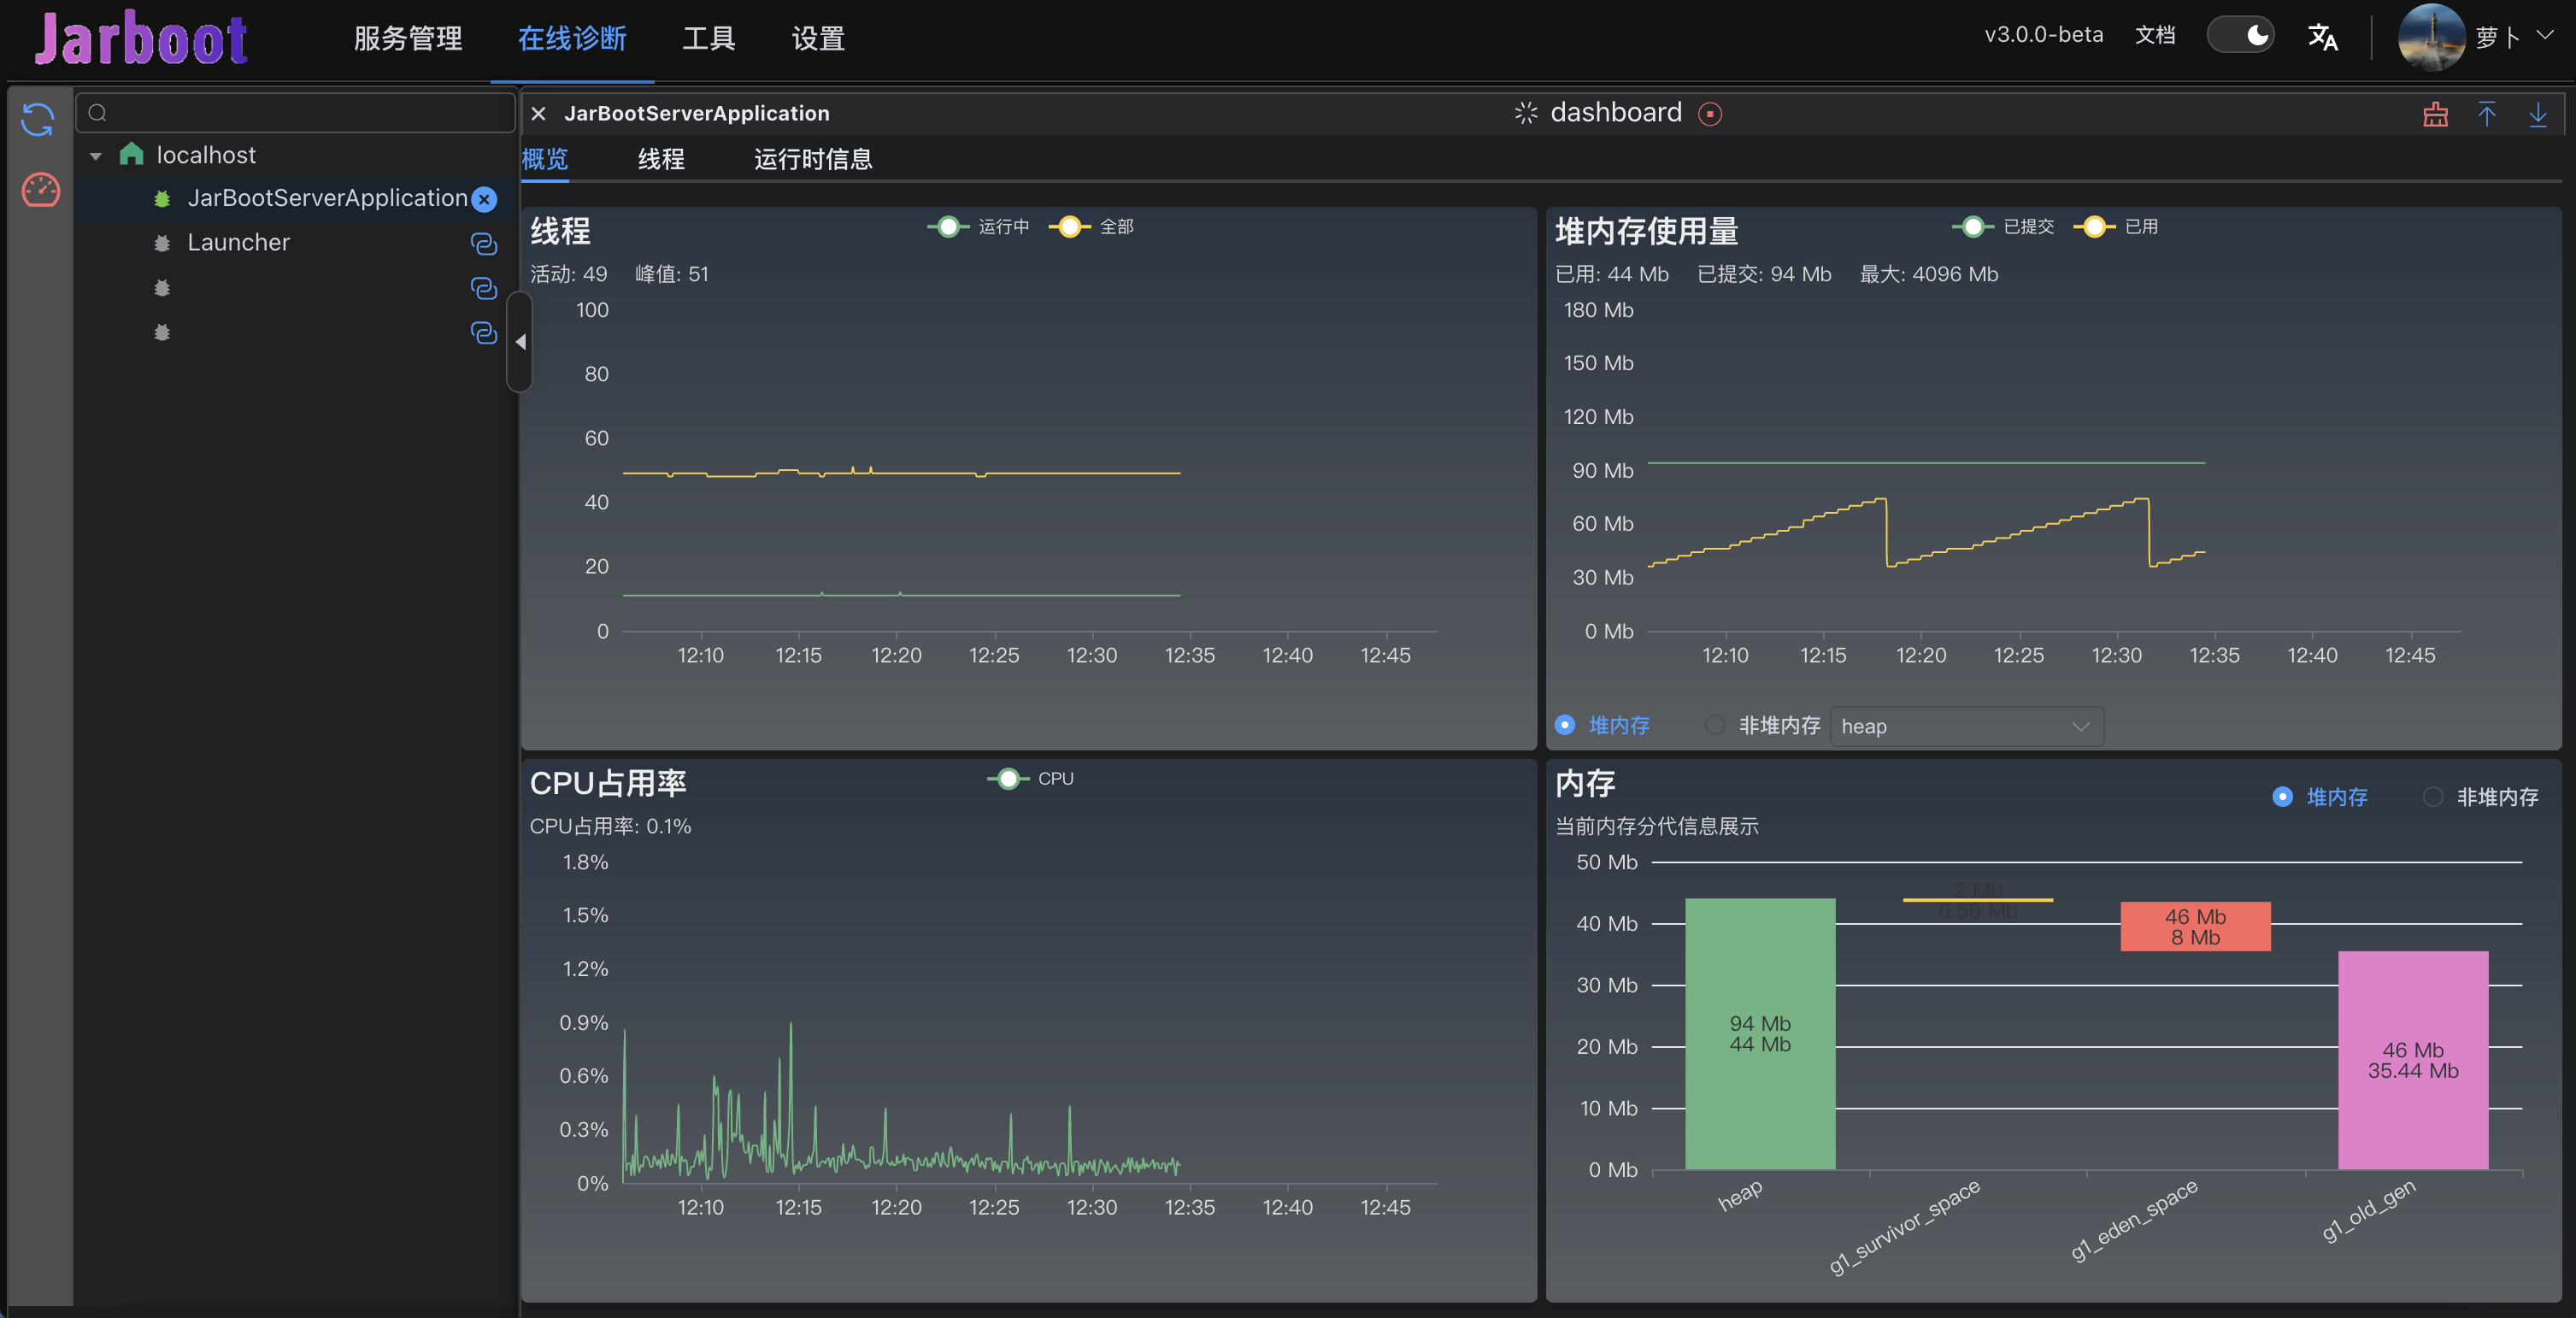 Jarboot
服务管理 在线诊断 工具 设置
v3.0.0-beta 文档 萝卜
localhost
JarBootServerApplication
Launcher
JarBootServerApplication
dashboard
概览 线程 运行时信息
线程
运行中 全部
活动: 49 峰值: 51
100
80
60
40
20
0
12:10 12:15 12:20 12:25 12:30 12:35 12:40 12:45
堆内存使用量
已提交 已用
已用: 44 Mb 已提交: 94 Mb 最大: 4096 Mb
180 Mb
150 Mb
120 Mb
90 Mb
60 Mb
30 Mb
0 Mb
12:10 12:15 12:20 12:25 12:30 12:35 12:40 12:45
堆内存 非堆内存 heap
CPU占用率
CPU
CPU占用率: 0.1%
1.8%
1.5%
1.2%
0.9%
0.6%
0.3%
0%
12:10 12:15 12:20 12:25 12:30 12:35 12:40 12:45
内存
堆内存 非堆内存
当前内存分代信息展示
50 Mb
40 Mb
30 Mb
20 Mb
10 Mb
0 Mb
94 Mb
44 Mb
2 Mb
0.56 Mb
46 Mb
8 Mb
46 Mb
35.44 Mb
heap g1_survivor_space g1_eden_space g1_old_gen